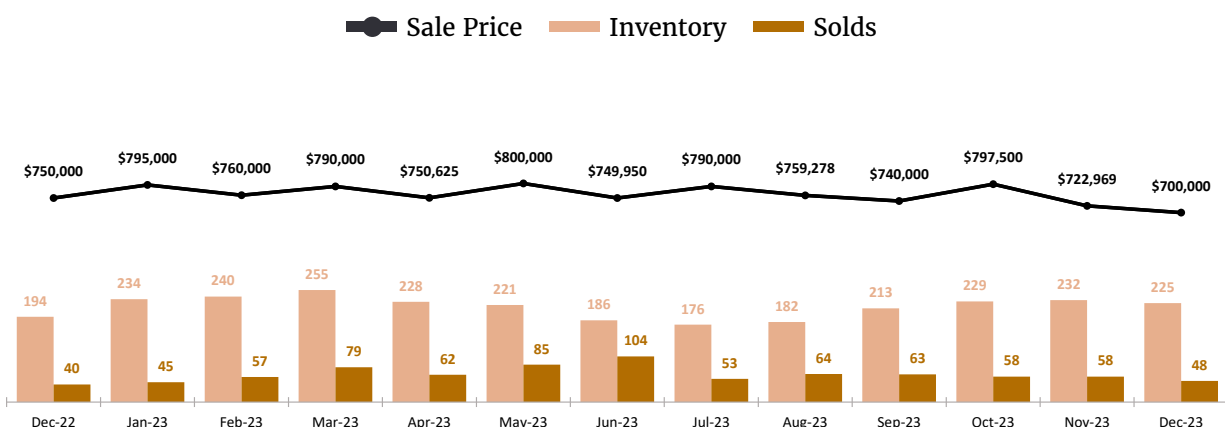 Sale Price Inventory Solds
$750,000 $795,000 $760,000 $790,000 $750,625 $800,000 $749,950 $790,000 $759,278 $740,000 $797,500 $722,969 $700,000
194 234 240 255 228 221 186 176 182 213 229 232 225
40 45 57 79 62 85 104 53 64 63 58 58 48
Dec-22 Jan-23 Feb-23 Mar-23 Apr-23 May-23 Jun-23 Jul-23 Aug-23 Sep-23 Oct-23 Nov-23 Dec-23